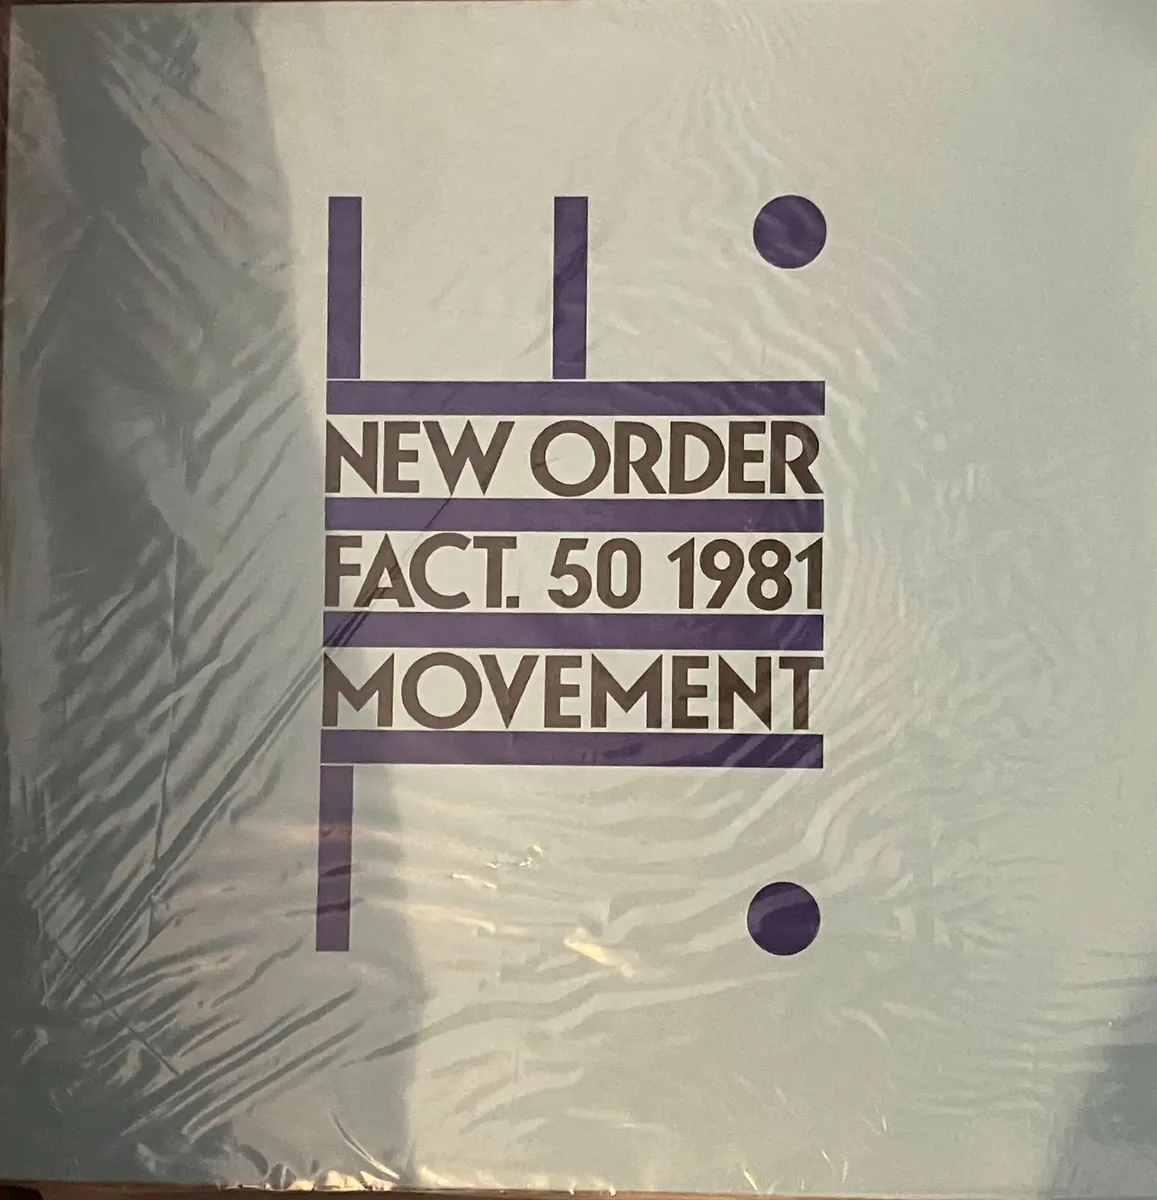 NEW ORDER
FACT. 50 1981
MOVEMENT